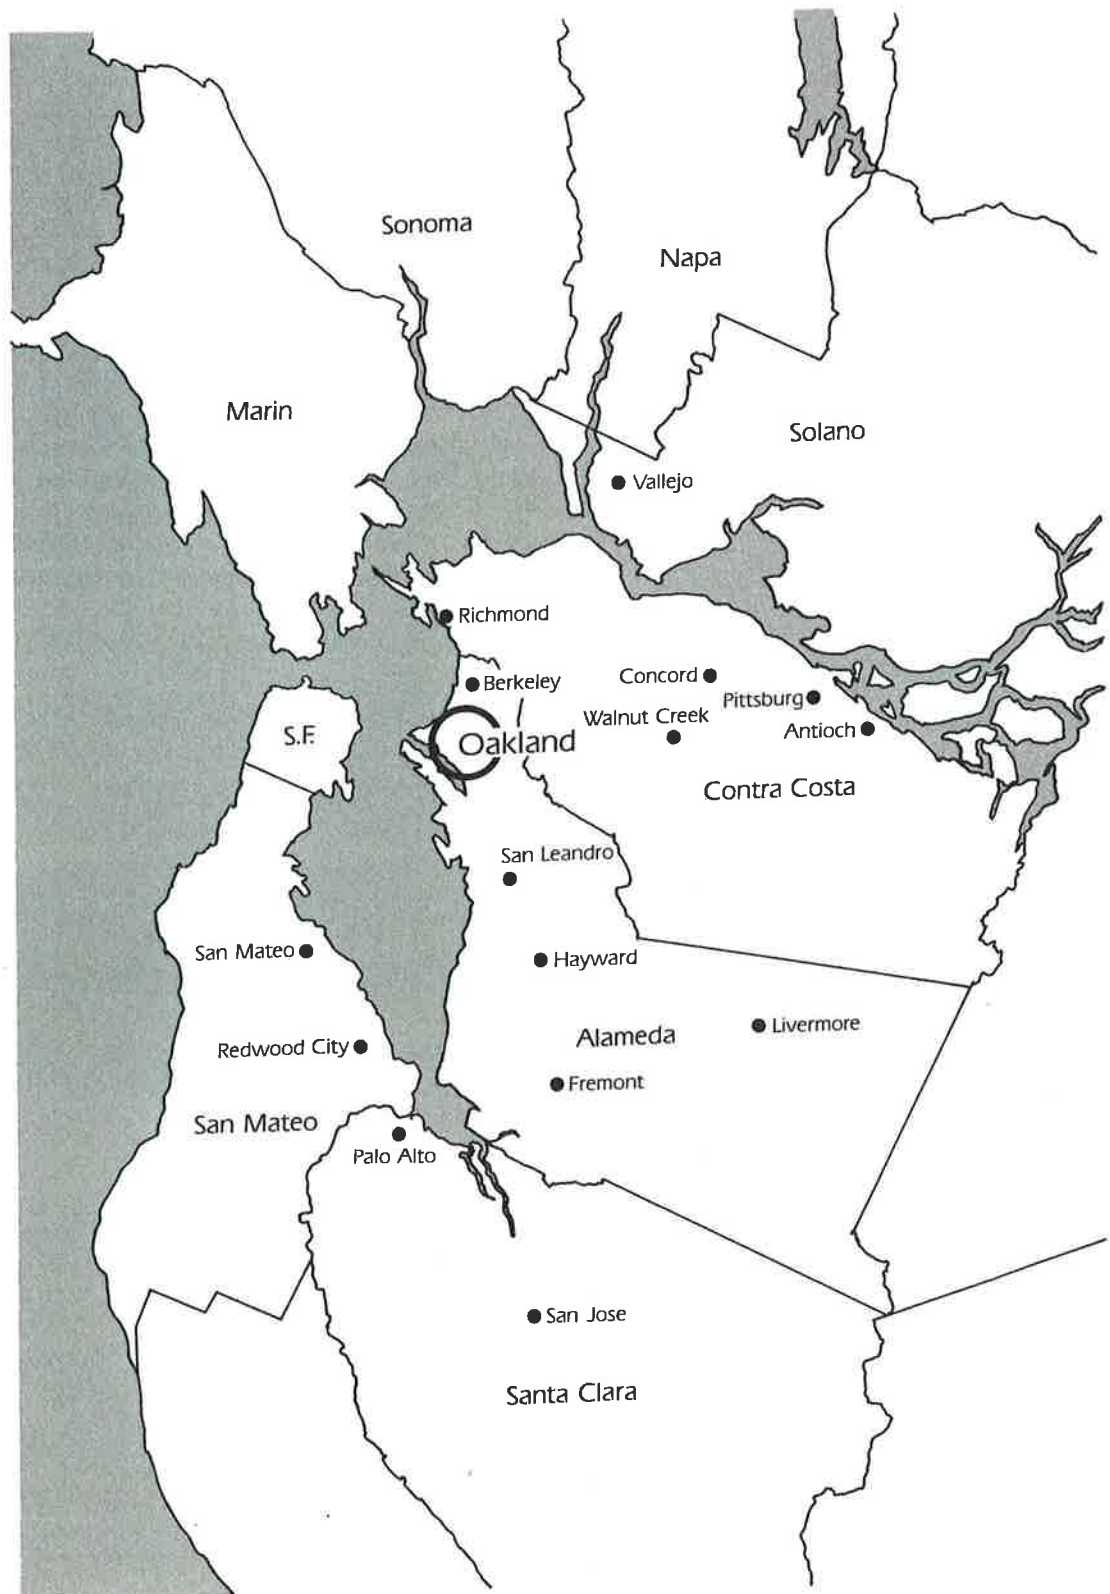 Sonoma
Napa
Marin
Solano
Vallejo
Richmond
Berkeley
Concord
Pittsburg
Walnut Creek
Antioch
S.F.
Oakland
Contra Costa
San Leandro
San Mateo
Hayward
Livermore
Alameda
Redwood City
Fremont
San Mateo
Palo Alto
San Jose
Santa Clara